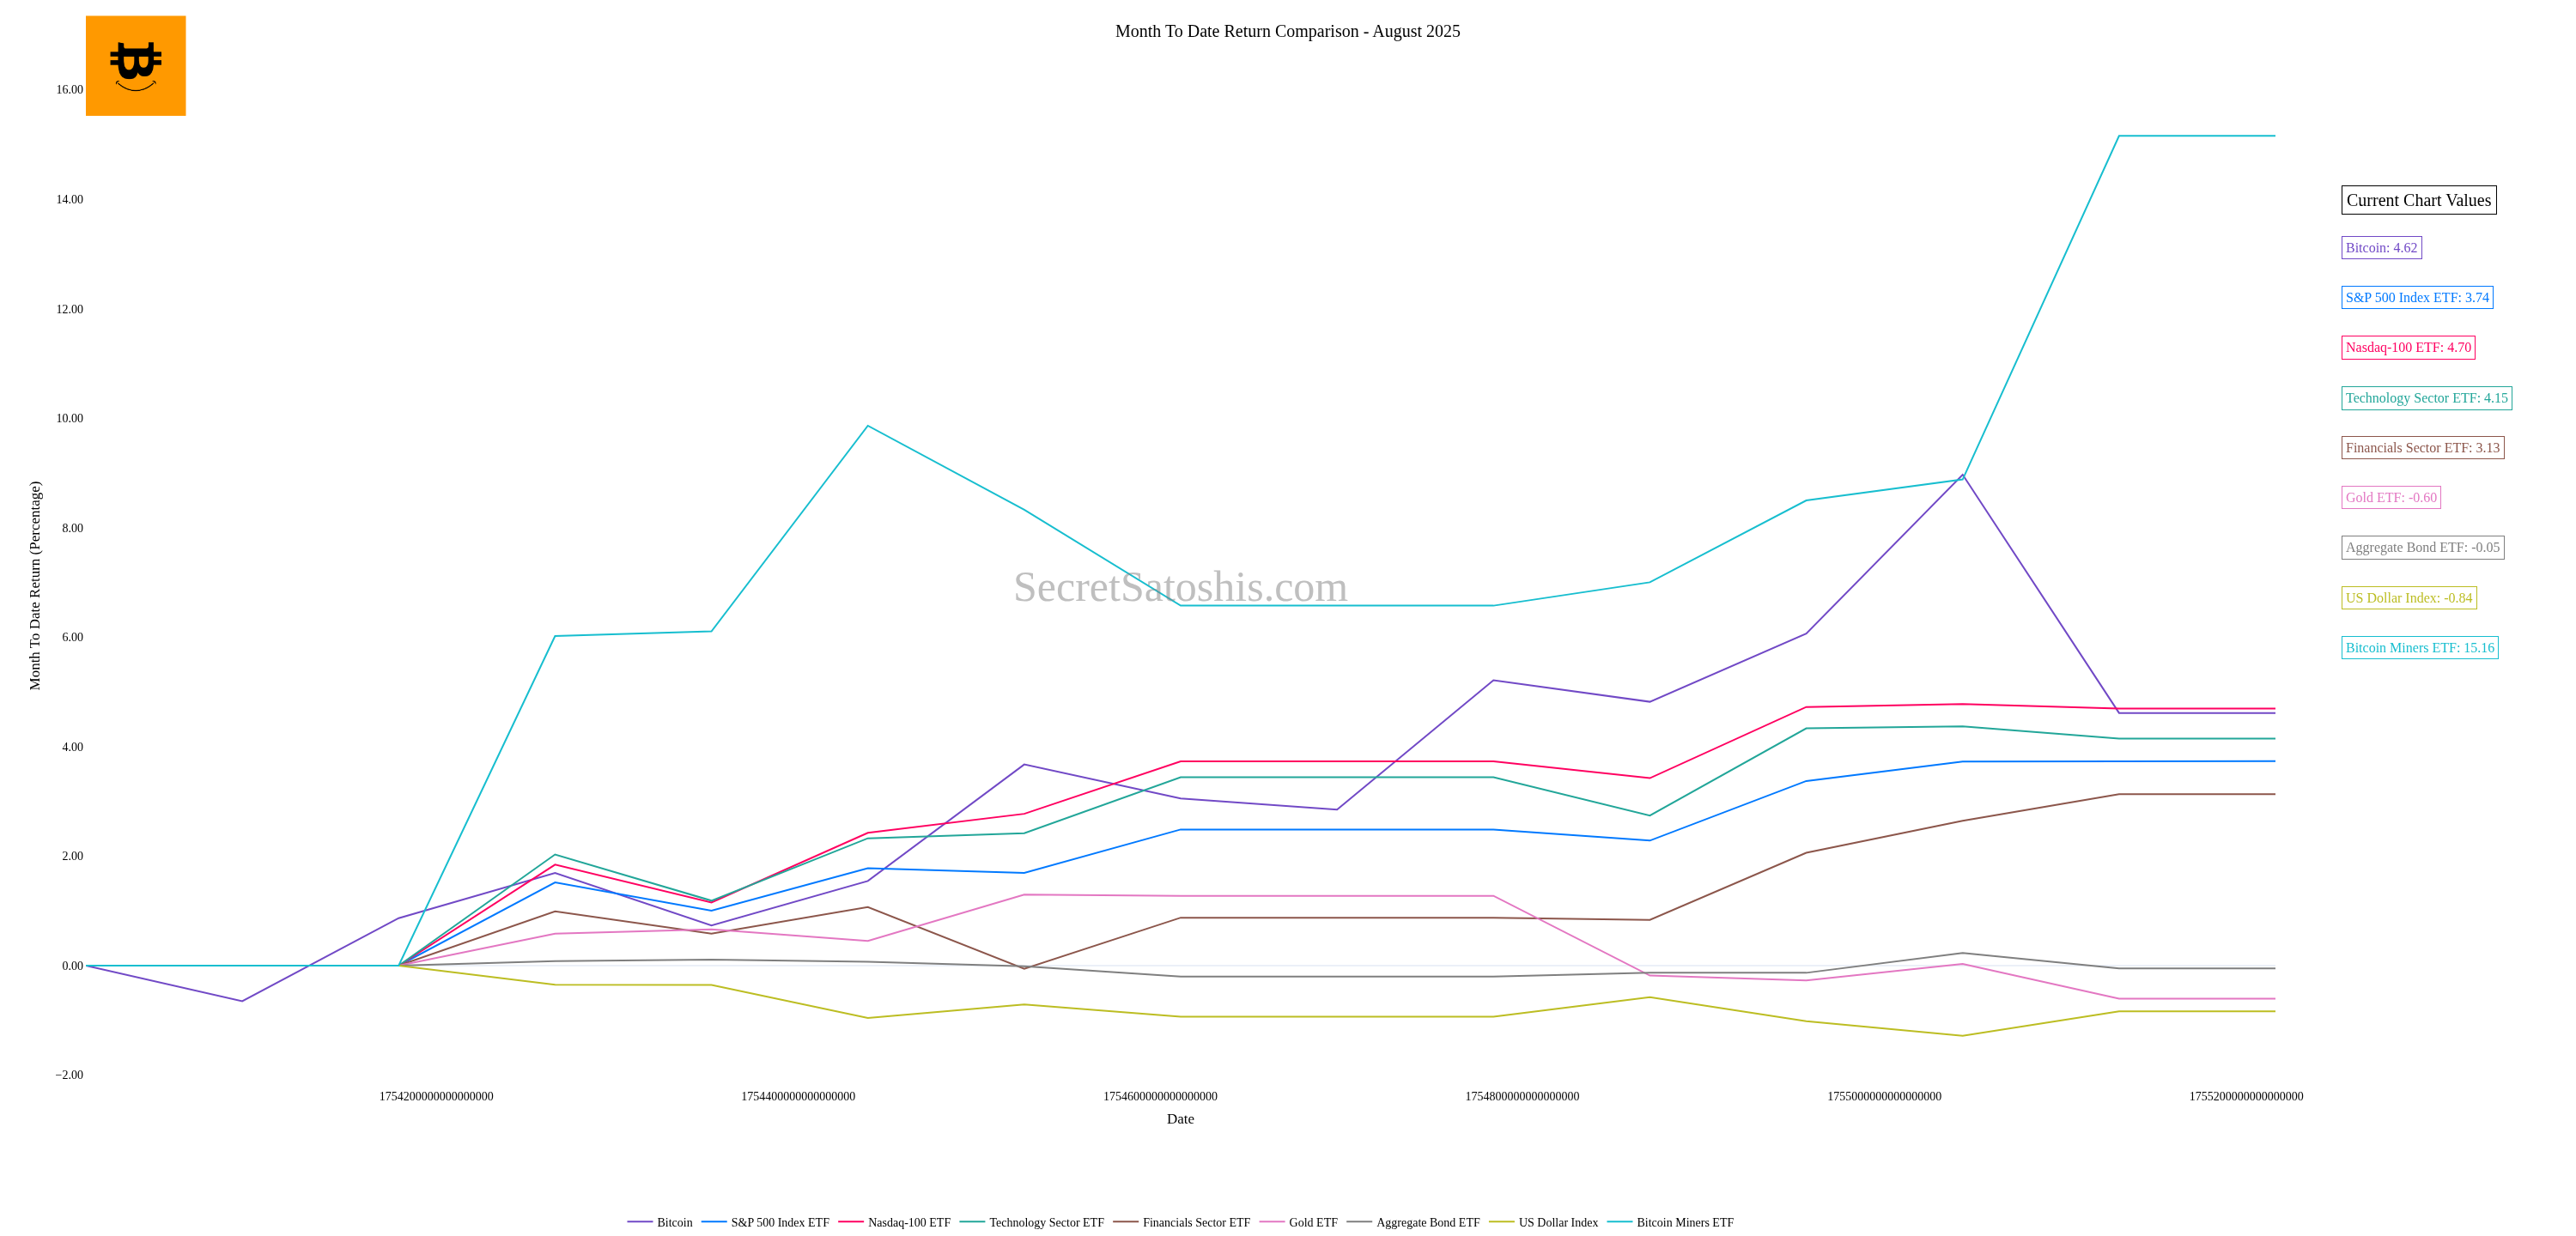 Month To Date Return Comparison - August 2025
16.00
14.00
12.00
10.00
8.00
6.00
4.00
2.00
0.00
−2.00
Month To Date Return (Percentage)
SecretSatoshis.com
Current Chart Values
Bitcoin: 4.62
S&P 500 Index ETF: 3.74
Nasdaq-100 ETF: 4.70
Technology Sector ETF: 4.15
Financials Sector ETF: 3.13
Gold ETF: -0.60
Aggregate Bond ETF: -0.05
US Dollar Index: -0.84
Bitcoin Miners ETF: 15.16
1754200000000000000 1754400000000000000 1754600000000000000 1754800000000000000 1755000000000000000 1755200000000000000
Date
Bitcoin S&P 500 Index ETF Nasdaq-100 ETF Technology Sector ETF Financials Sector ETF Gold ETF Aggregate Bond ETF US Dollar Index Bitcoin Miners ETF